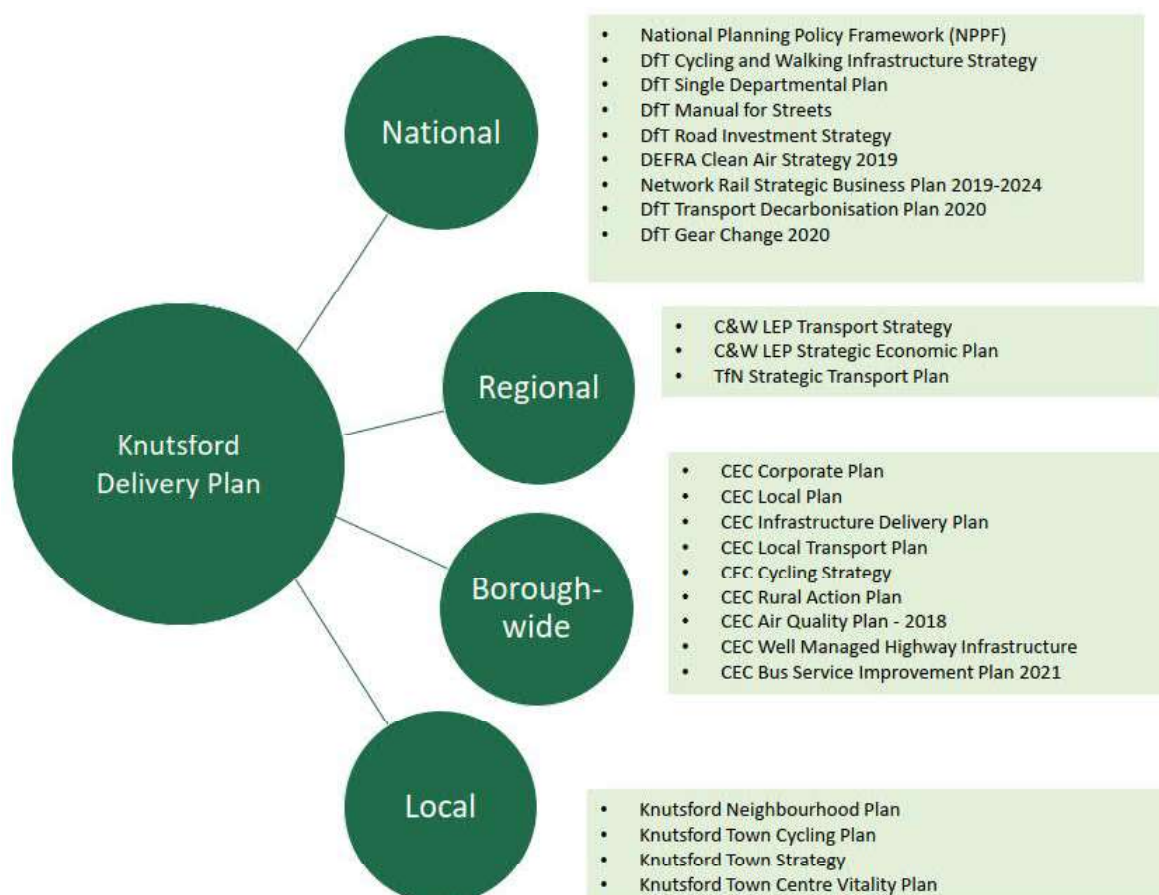 National
• National Planning Policy Framework (NPPF)
• DfT Cycling and Walking Infrastructure Strategy
• DfT Single Departmental Plan
• DfT Manual for Streets
• DfT Road Investment Strategy
• DEFRA Clean Air Strategy 2019
• Network Rail Strategic Business Plan 2019-2024
• DfT Transport Decarbonisation Plan 2020
• DfT Gear Change 2020
Regional
• C&W LEP Transport Strategy
• C&W LEP Strategic Economic Plan
• TfN Strategic Transport Plan
Knutsford
Delivery Plan
Borough-
wide
• CEC Corporate Plan
• CEC Local Plan
• CEC Infrastructure Delivery Plan
• CEC Local Transport Plan
• CEC Cycling Strategy
• CEC Rural Action Plan
• CEC Air Quality Plan - 2018
• CEC Well Managed Highway Infrastructure
• CEC Bus Service Improvement Plan 2021
Local
• Knutsford Neighbourhood Plan
• Knutsford Town Cycling Plan
• Knutsford Town Strategy
• Knutsford Town Centre Vitality Plan